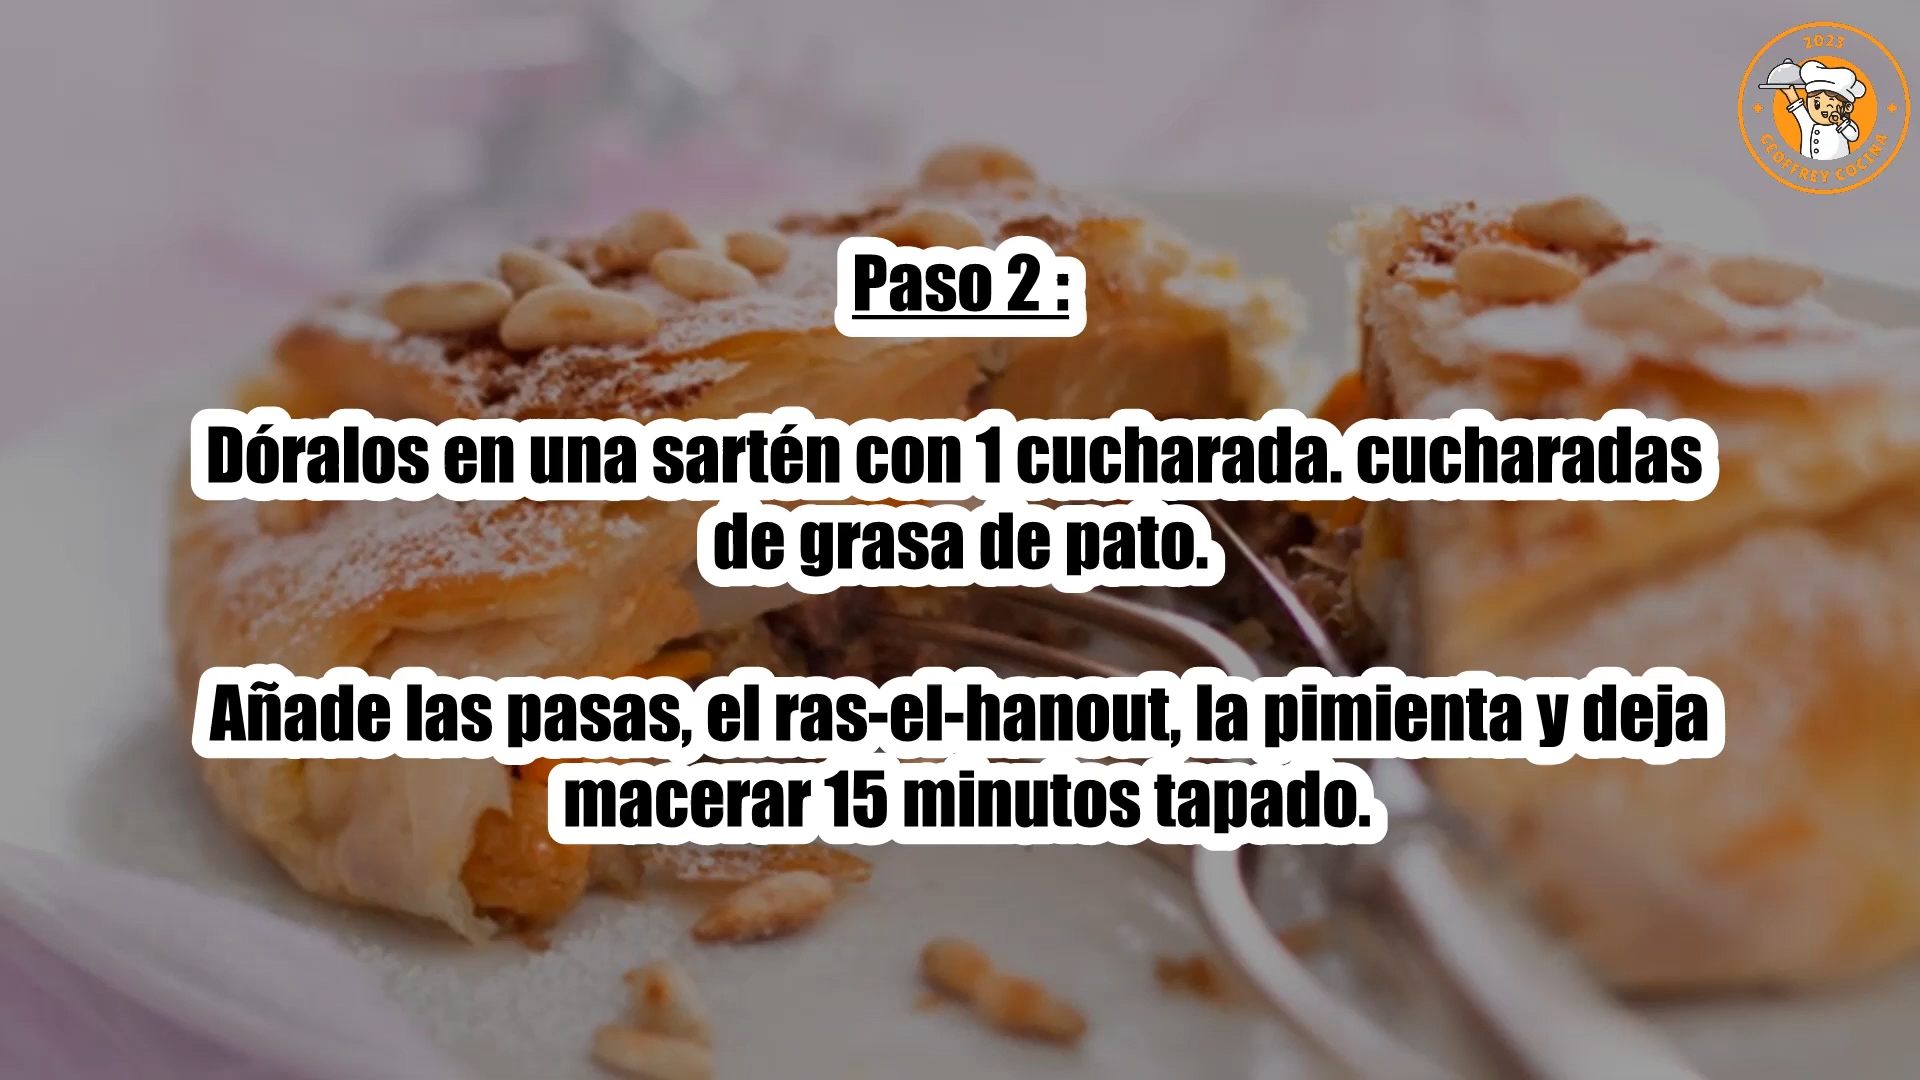 2023
GEOFFREY COCINA
Paso 2 :
Dóralos en una sartén con 1 cucharada. cucharadas
de grasa de pato.
Añade las pasas, el ras-el-hanout, la pimienta y deja
macerar 15 minutos tapado.